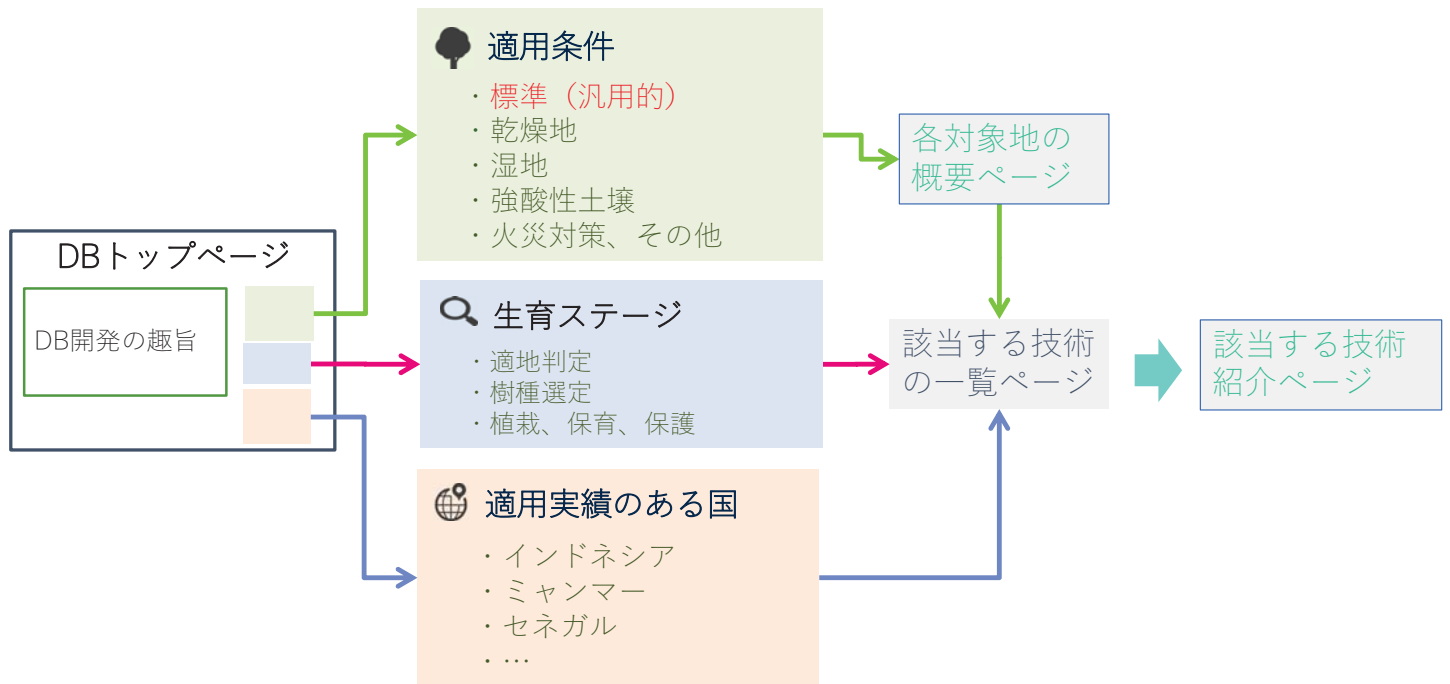 DBトップページ
DB開発の趣旨
適用条件
・標準（汎用的）
・乾燥地
・湿地
・強酸性土壌
・火災対策、その他
生育ステージ
・適地判定
・樹種選定
・植栽、保育、保護
適用実績のある国
・インドネシア
・ミャンマー
・セネガル
・…
各対象地の
概要ページ
該当する技術
の一覧ページ
該当する技術
紹介ページ